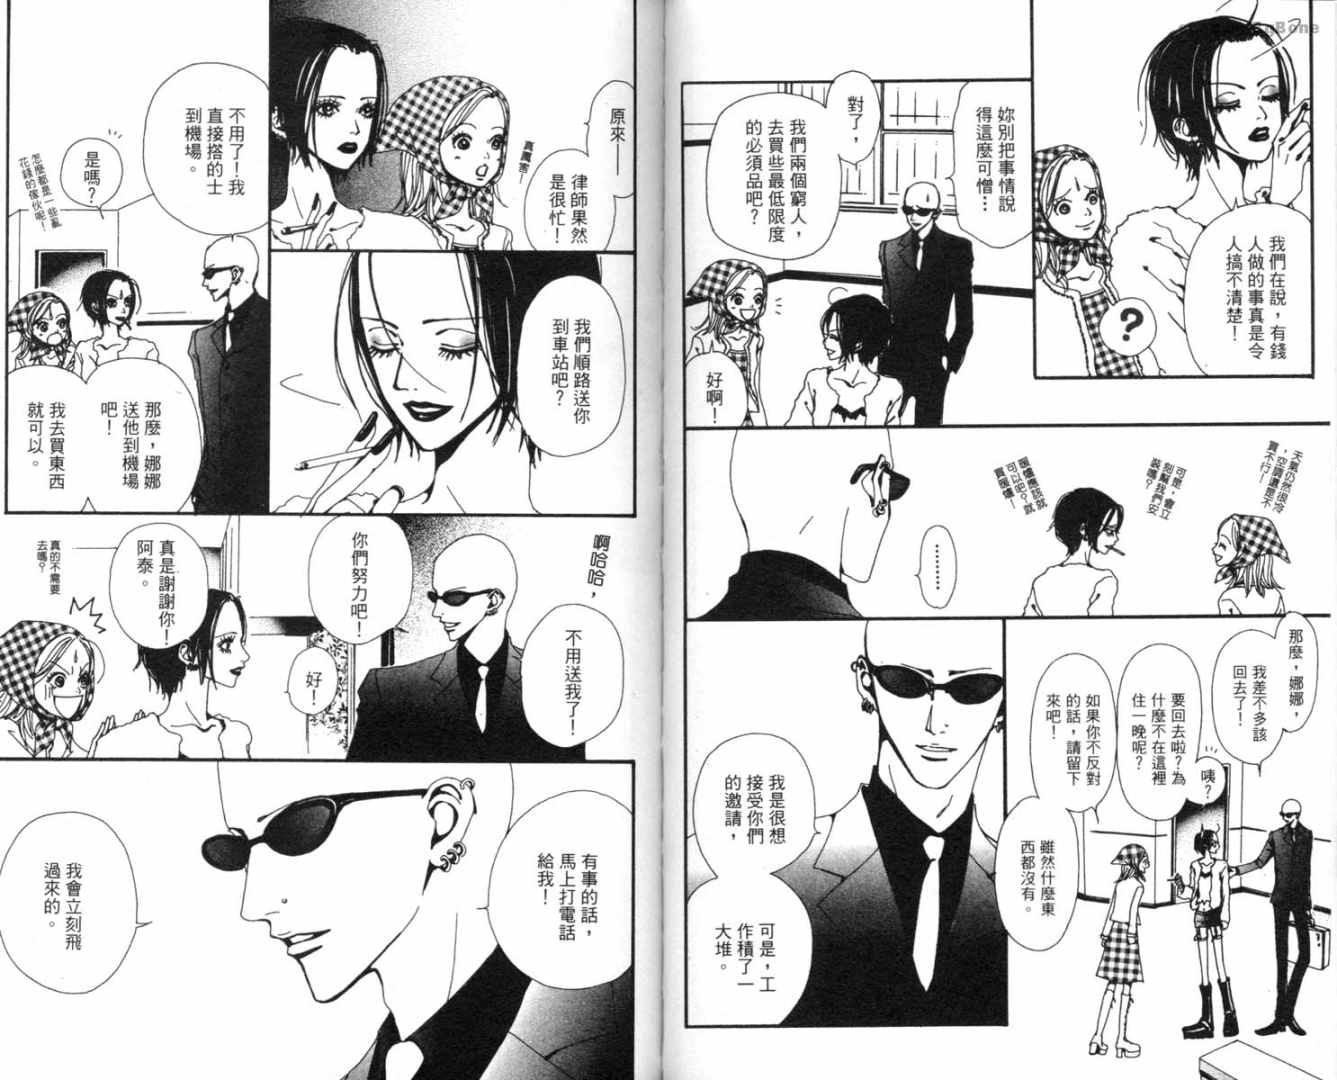 妳別把事情說
得這麼可憎…
我們在說，有錢
人做的事真是令
人搞不清楚！
?
對了，
我們兩個窮人，
去買些最低限度
的必須品吧？
好啊！
天氣仍然很冷
，空調還是不
買不行！
可是，會立
刻幫我們安
裝嗎？
暖爐應該就
可以吧？就
買暖爐！
………
那麼，娜娜，
我差不多該
回去了！
咦？
要回去啦？為
什麼不在這裡
住一晚呢？
如果你不反對
的話，請留下
來吧！
雖然什麼東
西都沒有。
我是很想
接受你們
的邀請，
可是，工
作積了一
大堆。
原來──
律師果然
是很忙！
真厲害─
不用了！我
直接搭的士
到機場。
是嗎？
怎麼都是一些亂
花錢的傢伙呢！
我們順路送你
到車站吧？
那麼，娜娜
送他到機場
吧！
我去買東西
就可以。
啊哈哈，
不用送我了！
你們努力吧！
好！
真是謝謝你！
阿泰。
真的不需要
去嗎？
有事的話，
馬上打電話
給我！
我會立刻飛
過來的。